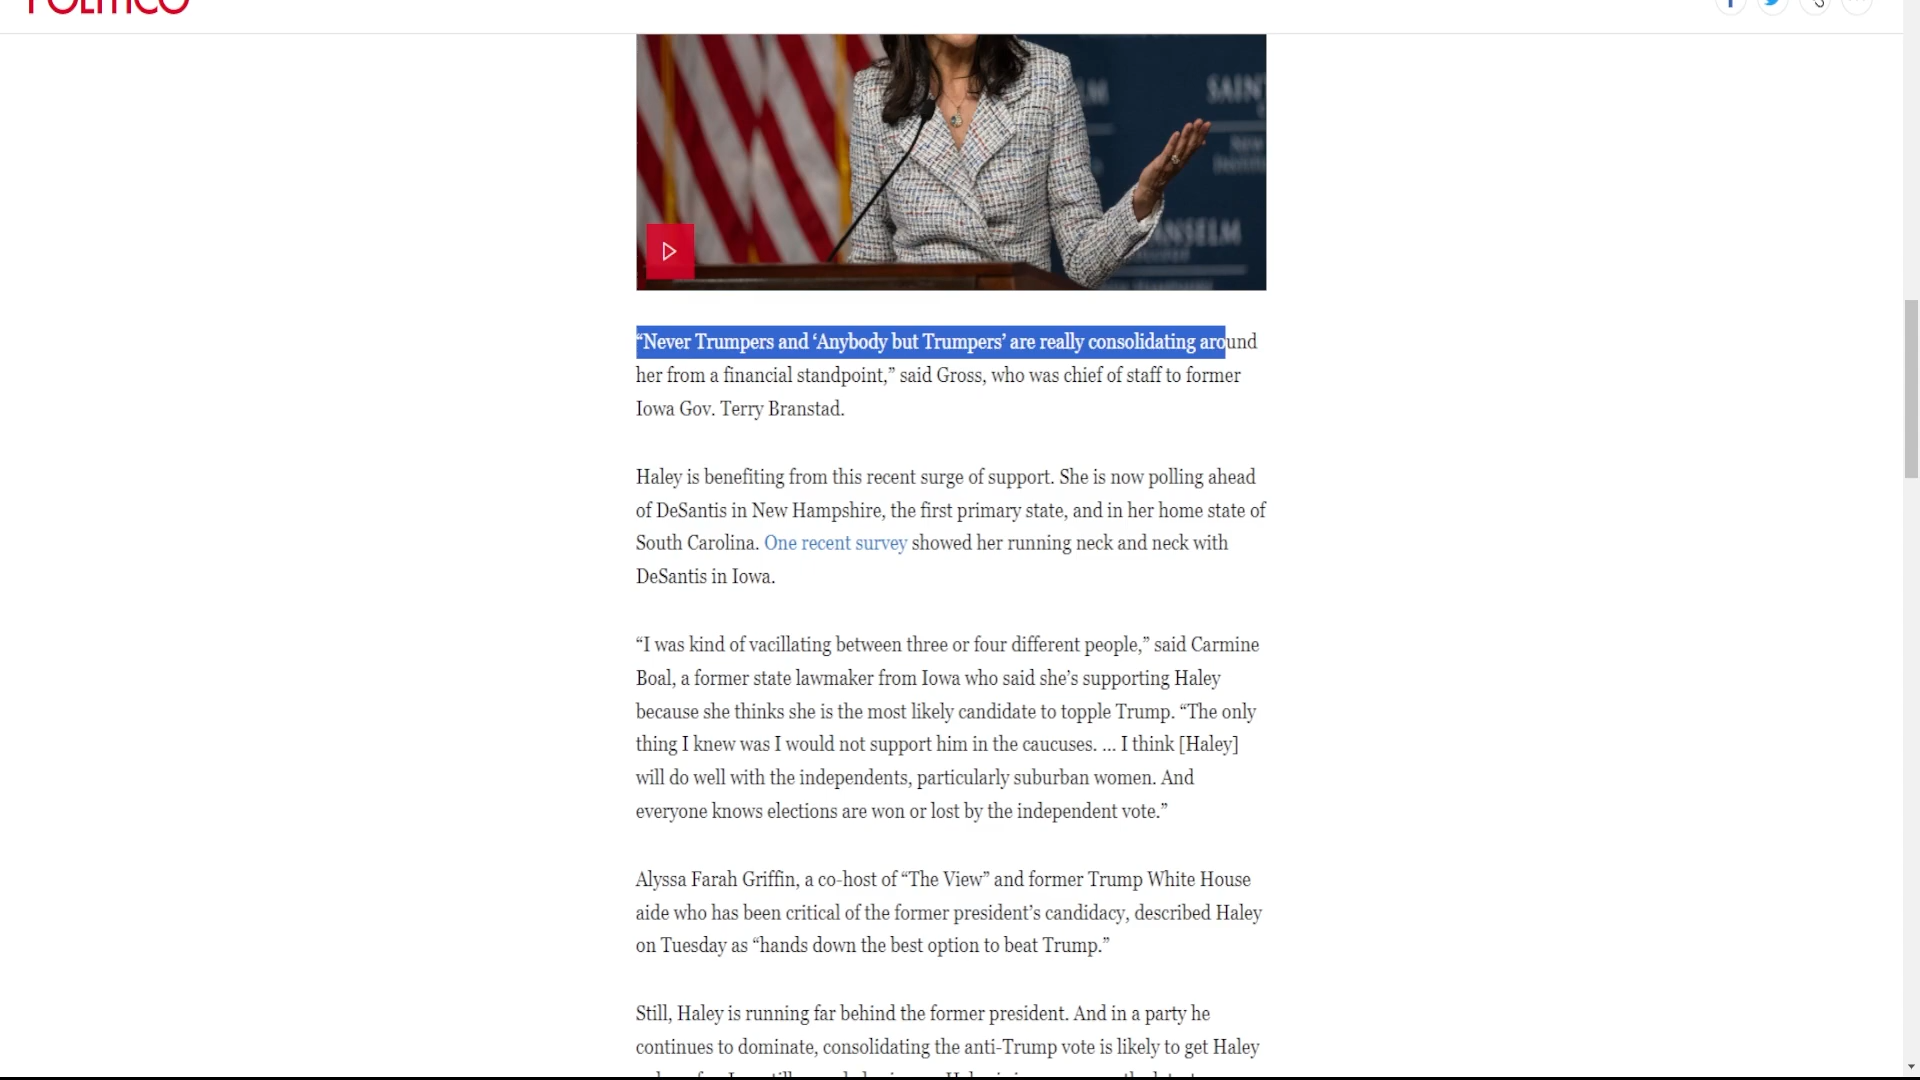 POLITICO
SAIN
LM
ANSELM
“Never Trumpers and ‘Anybody but Trumpers’ are really consolidating around
her from a financial standpoint,” said Gross, who was chief of staff to former
Iowa Gov. Terry Branstad.
Haley is benefiting from this recent surge of support. She is now polling ahead
of DeSantis in New Hampshire, the first primary state, and in her home state of
South Carolina. One recent survey showed her running neck and neck with
DeSantis in Iowa.
“I was kind of vacillating between three or four different people,” said Carmine
Boal, a former state lawmaker from Iowa who said she’s supporting Haley
because she thinks she is the most likely candidate to topple Trump. “The only
thing I knew was I would not support him in the caucuses. ... I think [Haley]
will do well with the independents, particularly suburban women. And
everyone knows elections are won or lost by the independent vote.”
Alyssa Farah Griffin, a co-host of “The View” and former Trump White House
aide who has been critical of the former president’s candidacy, described Haley
on Tuesday as “hands down the best option to beat Trump.”
Still, Haley is running far behind the former president. And in a party he
continues to dominate, consolidating the anti-Trump vote is likely to get Haley